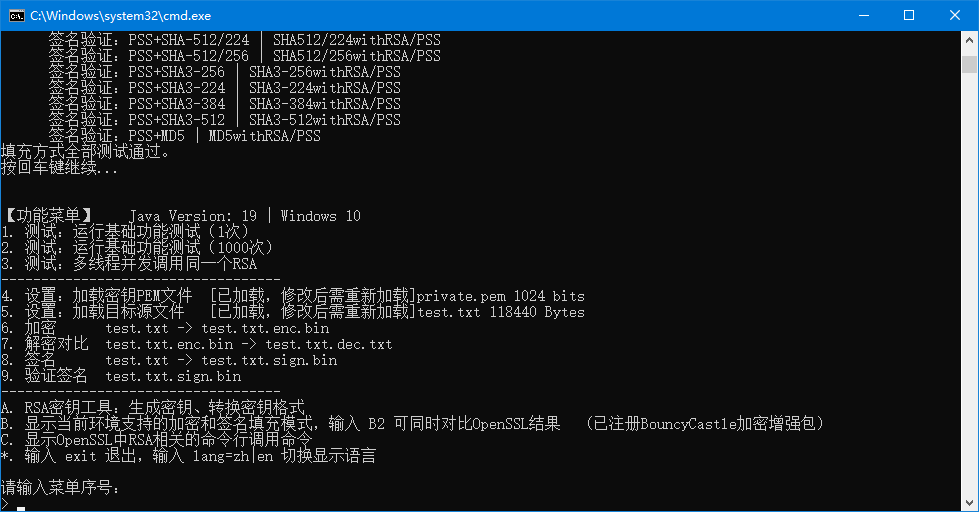 C:\Windows\system32\cmd.exe
签名验证：PSS+SHA-512/224 | SHA512/224withRSA/PSS
签名验证：PSS+SHA-512/256 | SHA512/256withRSA/PSS
签名验证：PSS+SHA3-256 | SHA3-256withRSA/PSS
签名验证：PSS+SHA3-224 | SHA3-224withRSA/PSS
签名验证：PSS+SHA3-384 | SHA3-384withRSA/PSS
签名验证：PSS+SHA3-512 | SHA3-512withRSA/PSS
签名验证：PSS+MD5 | MD5withRSA/PSS
填充方式全部测试通过。
按回车键继续...
【功能菜单】    Java Version: 19 | Windows 10
1. 测试：运行基础功能测试（1次）
2. 测试：运行基础功能测试（1000次）
3. 测试：多线程并发调用同一个RSA
-----------------------------------
4. 设置：加载密钥PEM文件  [已加载，修改后需重新加载]private.pem 1024 bits
5. 设置：加载目标源文件   [已加载，修改后需重新加载]test.txt 118440 Bytes
6. 加密      test.txt -> test.txt.enc.bin
7. 解密对比  test.txt.enc.bin -> test.txt.dec.txt
8. 签名      test.txt -> test.txt.sign.bin
9. 验证签名  test.txt.sign.bin
-----------------------------------
A. RSA密钥工具：生成密钥、转换密钥格式
B. 显示当前环境支持的加密和签名填充模式，输入 B2 可同时对比OpenSSL结果   (已注册BouncyCastle加密增强包)
C. 显示OpenSSL中RSA相关的命令行调用命令
*. 输入 exit 退出，输入 lang=zh|en 切换显示语言
请输入菜单序号：
>